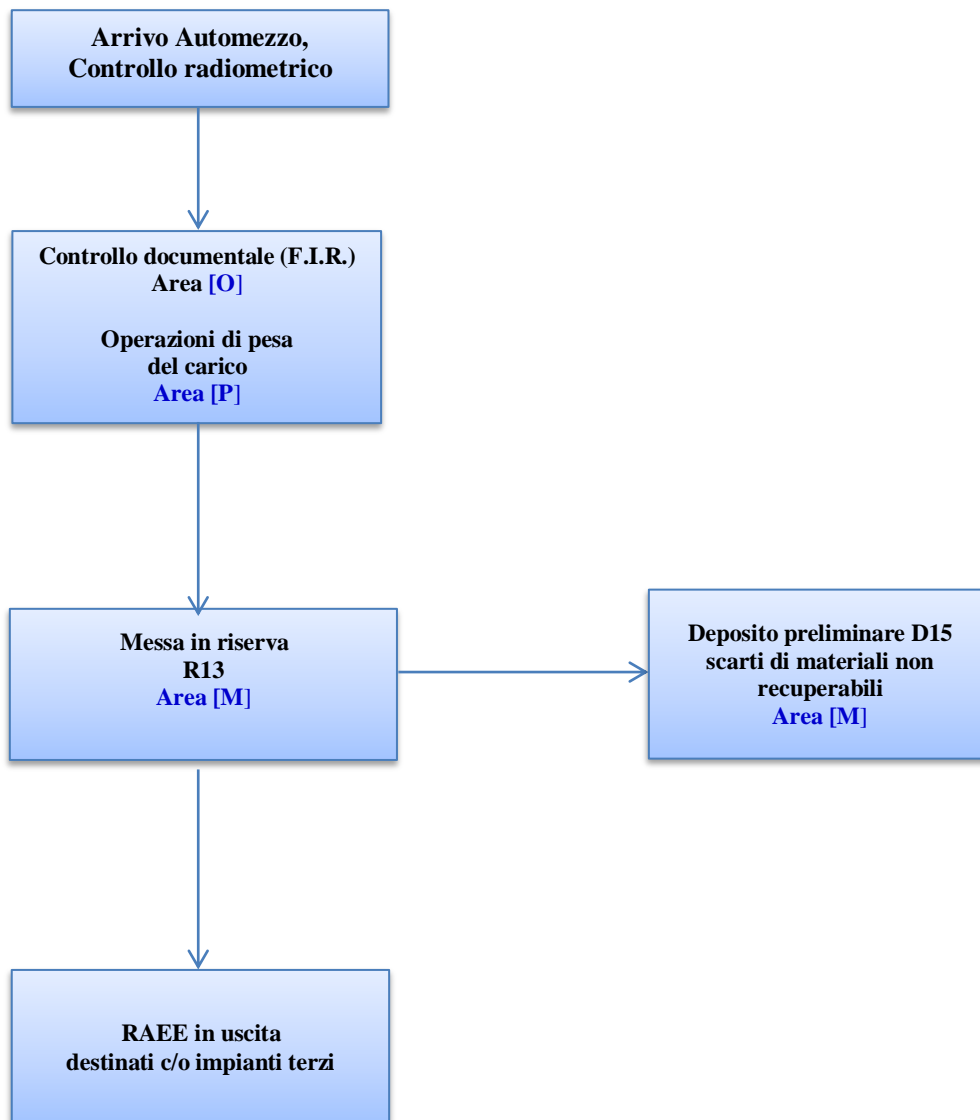 Arrivo Automezzo,
Controllo radiometrico
Controllo documentale (F.I.R.)
Area [O]
Operazioni di pesa
del carico
Area [P]
Messa in riserva
R13
Area [M]
Deposito preliminare D15
scarti di materiali non
recuperabili
Area [M]
RAEE in uscita
destinati c/o impianti terzi